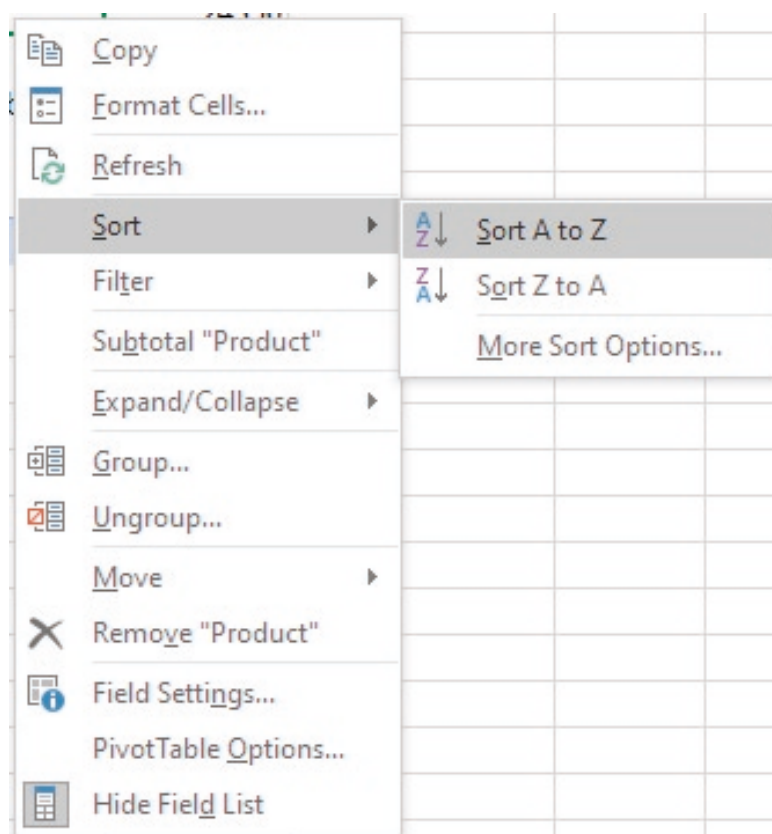 Copy
Format Cells...
Refresh
Sort
Sort A to Z
Sort Z to A
More Sort Options...
Filter
Subtotal "Product"
Expand/Collapse
Group...
Ungroup...
Move
Remove "Product"
Field Settings...
PivotTable Options...
Hide Field List